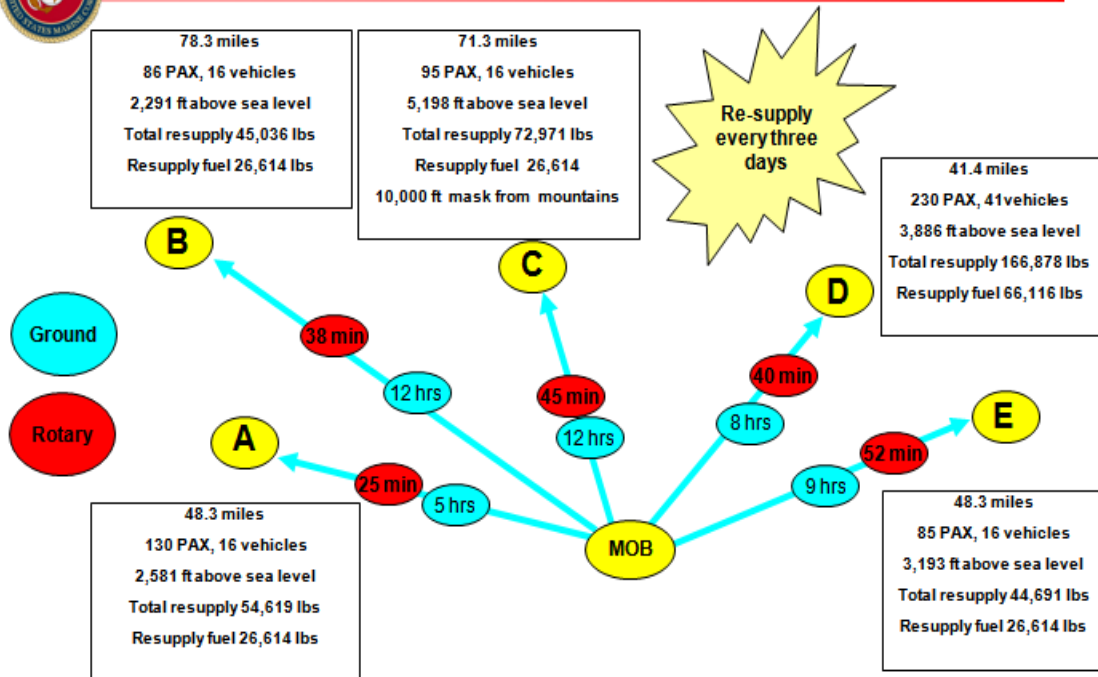 UNITED STATES MARINE CORPS
78.3 miles
86 PAX, 16 vehicles
2,291 ft above sea level
Total resupply 45,036 lbs
Resupply fuel 26,614 lbs
71.3 miles
95 PAX, 16 vehicles
5,198 ft above sea level
Total resupply 72,971 lbs
Resupply fuel 26,614
10,000 ft mask from mountains
Re-supply
every three
days
41.4 miles
230 PAX, 41vehicles
3,886 ft above sea level
Total resupply 166,878 lbs
Resupply fuel 66,116 lbs
B
C
D
Ground
38 min
12 hrs
45 min
12 hrs
40 min
8 hrs
E
Rotary
A
25 min
5 hrs
52 min
9 hrs
MOB
48.3 miles
130 PAX, 16 vehicles
2,581 ft above sea level
Total resupply 54,619 lbs
Resupply fuel 26,614 lbs
48.3 miles
85 PAX, 16 vehicles
3,193 ft above sea level
Total resupply 44,691 lbs
Resupply fuel 26,614 lbs